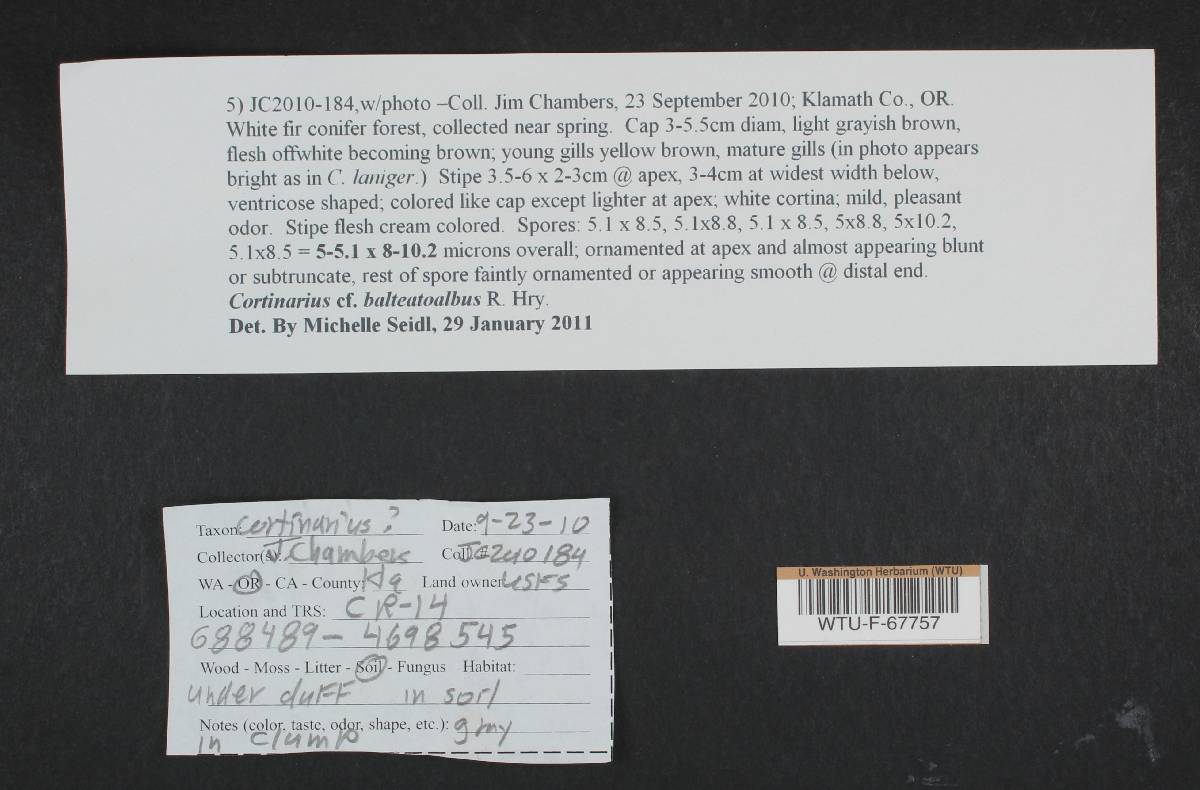 5) JC2010-184,w/photo –Coll. Jim Chambers, 23 September 2010; Klamath Co., OR.
White fir conifer forest, collected near spring. Cap 3-5.5cm diam, light grayish brown,
flesh offwhite becoming brown; young gills yellow brown, mature gills (in photo appears
bright as in C. laniger.) Stipe 3.5-6 x 2-3cm @ apex, 3-4cm at widest width below,
ventricose shaped; colored like cap except lighter at apex; white cortina; mild, pleasant
odor. Stipe flesh cream colored. Spores: 5.1 x 8.5, 5.1x8.8, 5.1 x 8.5, 5x8.8, 5x10.2,
5.1x8.5 = 5-5.1 x 8-10.2 microns overall; ornamented at apex and almost appearing blunt
or subtruncate, rest of spore faintly ornamented or appearing smooth @ distal end.
Cortinarius cf. balteatoalbus R. Hry.
Det. By Michelle Seidl, 29 January 2011
Taxon: Cortinarius? Date: 9-23-10
Collector(s): J Chambers Coll.#
WA - OR - CA - County: Kla Land owner: USFS
Location and TRS: CR-14
688489- 4698545
Wood - Moss - Litter - Soil - Fungus Habitat:
under duFF in soil
Notes (color, taste, odor, shape, etc.):
in clump
U. Washington Herbarium (WTU)
WTU-F-67757